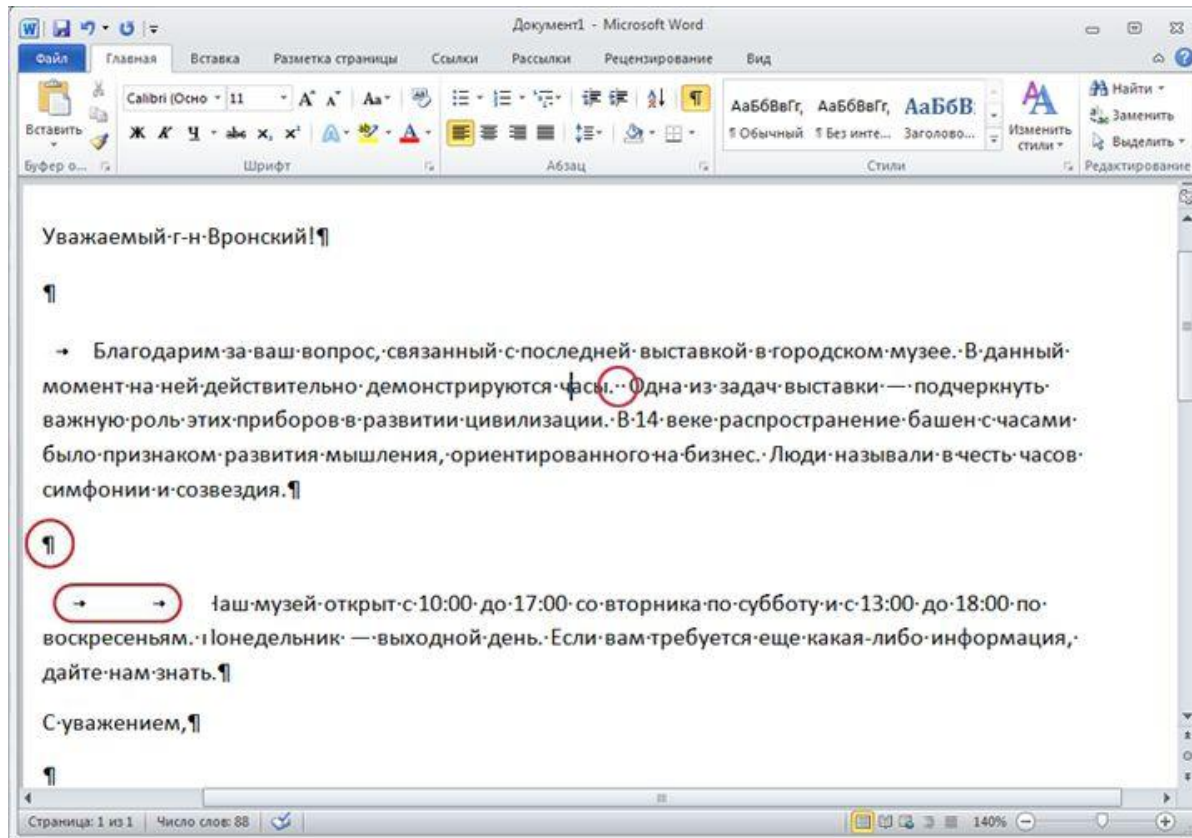 Документ1 - Microsoft Word
Файл Главная Вставка Разметка страницы Ссылки Рассылки Рецензирование Вид
Calibri (Осно 11 Aa Найти
АаБбВвГг, АаБбВвГг, АаБбВ Заменить
Вставить Ж К Ч abc x, x² А ¶ Обычный ¶ Без инте... Заголово... Изменить стили Выделить
Буфер о... Шрифт Абзац Стили Редактирование
Уважаемый·г-н·Вронский!¶
¶
→ Благодарим·за·ваш·вопрос,·связанный·с·последней·выставкой·в·городском·музее.·В·данный·
момент·на·ней·действительно·демонстрируются·часы.··Одна·из·задач·выставки·—·подчеркнуть·
важную·роль·этих·приборов·в·развитии·цивилизации.·В·14·веке·распространение·башен·с·часами·
было·признаком·развития·мышления,·ориентированного·на·бизнес.·Люди·называли·в·честь·часов·
симфонии·и·созвездия.¶
¶
→ → Наш·музей·открыт·с·10:00·до·17:00·со·вторника·по·субботу·и·с·13:00·до·18:00·по·
воскресеньям.·Понедельник·—·выходной·день.·Если·вам·требуется·еще·какая-либо·информация,·
дайте·нам·знать.¶
С·уважением,¶
¶
Страница: 1 из 1 Число слов: 88 140%